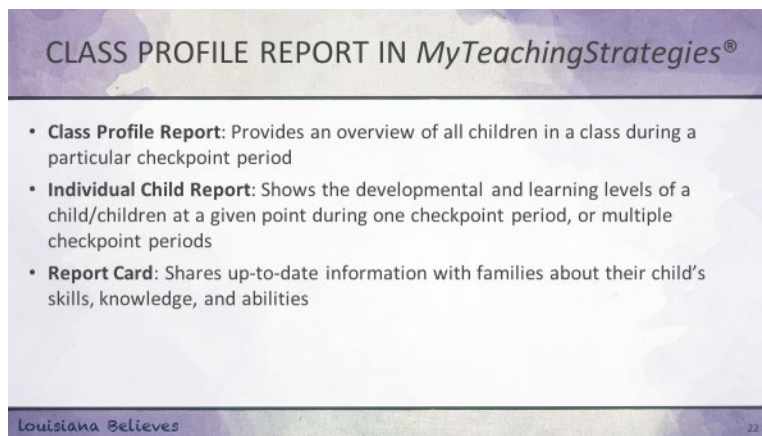 CLASS PROFILE REPORT IN MyTeachingStrategies®
• Class Profile Report: Provides an overview of all children in a class during a
particular checkpoint period
• Individual Child Report: Shows the developmental and learning levels of a
child/children at a given point during one checkpoint period, or multiple
checkpoint periods
• Report Card: Shares up-to-date information with families about their child's
skills, knowledge, and abilities
Louisiana Believes
22